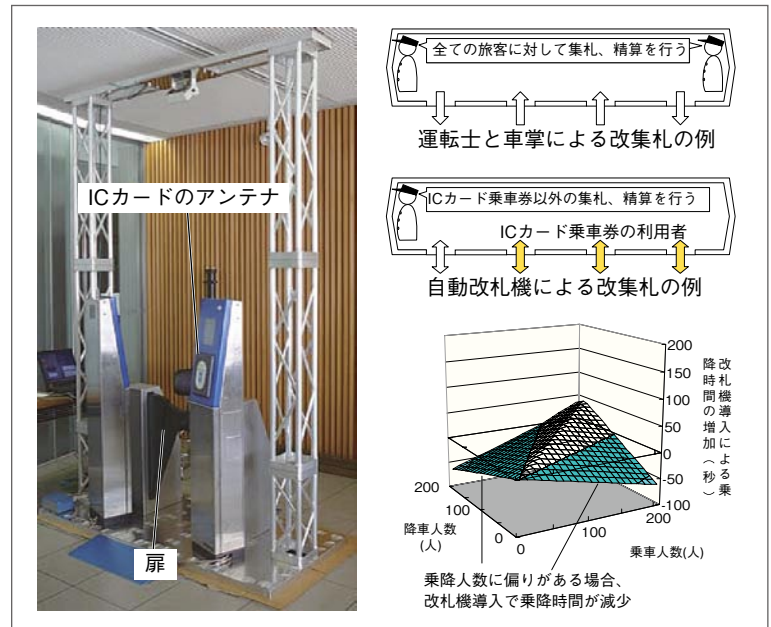 ICカードのアンテナ
扉
全ての旅客に対して集札、精算を行う
運転士と車掌による改集札の例
ICカード乗車券以外の集札、精算を行う
ICカード乗車券の利用者
自動改札機による改集札の例
改札機導入による乗
降時間の増加(秒)
200
150
100
50
0
-50
-100
200
100
0
降車人数
(人)
0
100
200
乗車人数(人)
乗降人数に偏りがある場合、
改札機導入で乗降時間が減少